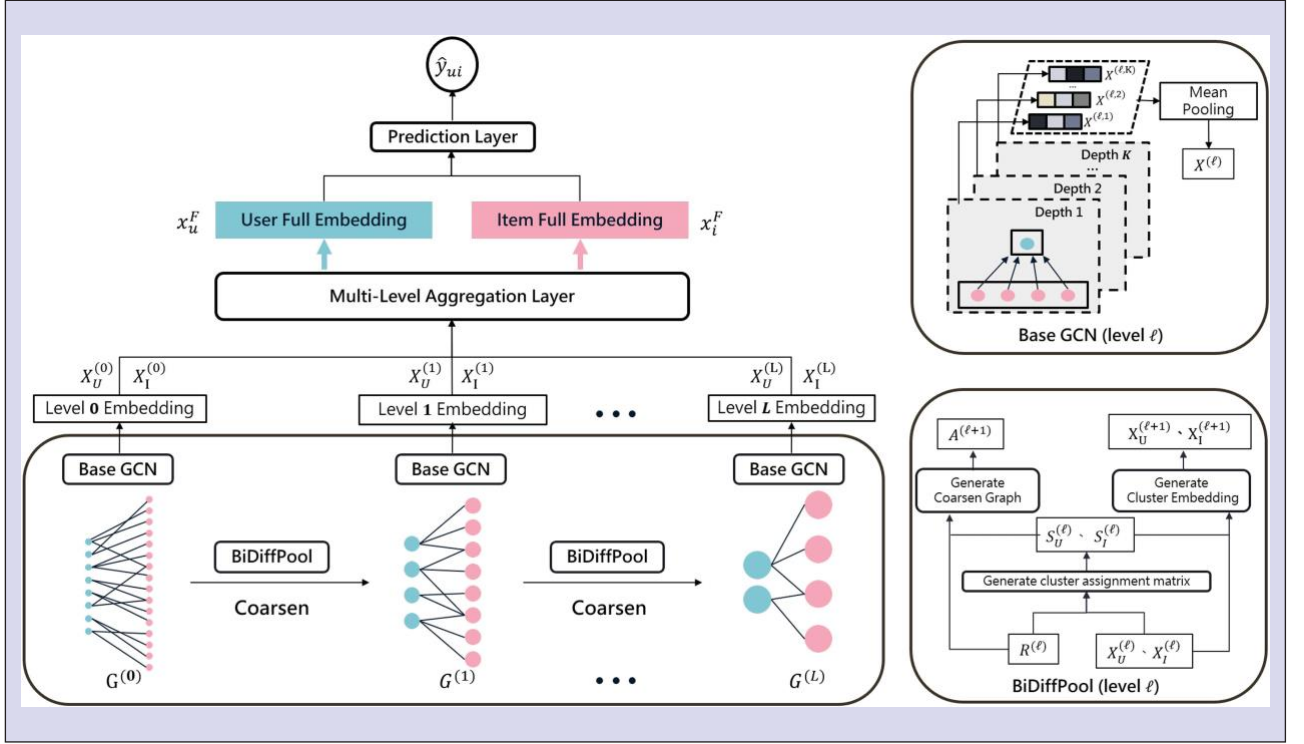 ŷ_ui
Prediction Layer
x_u^F
User Full Embedding
Item Full Embedding
x_i^F
Multi-Level Aggregation Layer
X_U^(0) X_I^(0)
X_U^(1) X_I^(1)
X_U^(L) X_I^(L)
Level 0 Embedding
Level 1 Embedding
• • •
Level L Embedding
Base GCN
Base GCN
Base GCN
BiDiffPool
Coarsen
BiDiffPool
Coarsen
G^(0)
G^(1)
• • •
G^(L)
X^(ℓ,K)
...
X^(ℓ,2)
X^(ℓ,1)
Mean
Pooling
X^(ℓ)
Depth K
...
Depth 2
Depth 1
Base GCN (level ℓ)
A^(ℓ+1)
X_U^(ℓ+1)、X_I^(ℓ+1)
Generate
Coarsen Graph
Generate
Cluster Embedding
S_U^(ℓ)、S_I^(ℓ)
Generate cluster assignment matrix
R^(ℓ)
X_U^(ℓ)、X_I^(ℓ)
BiDiffPool (level ℓ)